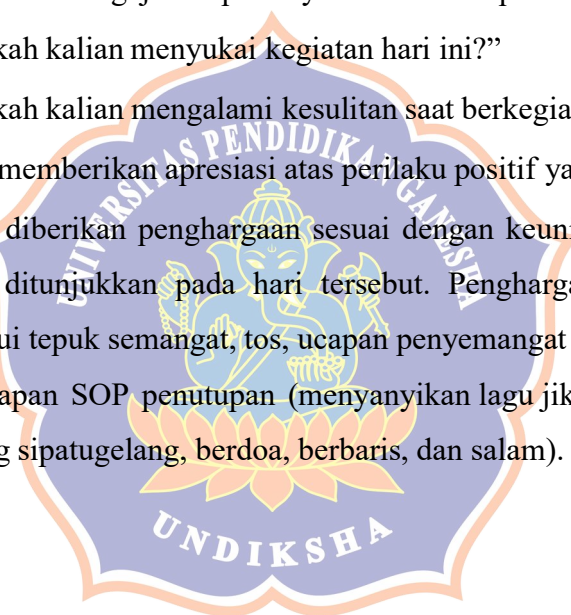 kah kalian menyukai kegiatan hari ini?”
kah kalian mengalami kesulitan saat berkegia
memberikan apresiasi atas perilaku positif ya
diberikan penghargaan sesuai dengan keuni
ditunjukkan pada hari tersebut. Pengharga
ui tepuk semangat, tos, ucapan penyemangat
apan SOP penutupan (menyanyikan lagu jik
g sipatugelang, berdoa, berbaris, dan salam).
UNIVERSITAS PENDIDIKAN GANESHA
UNDIKSHA